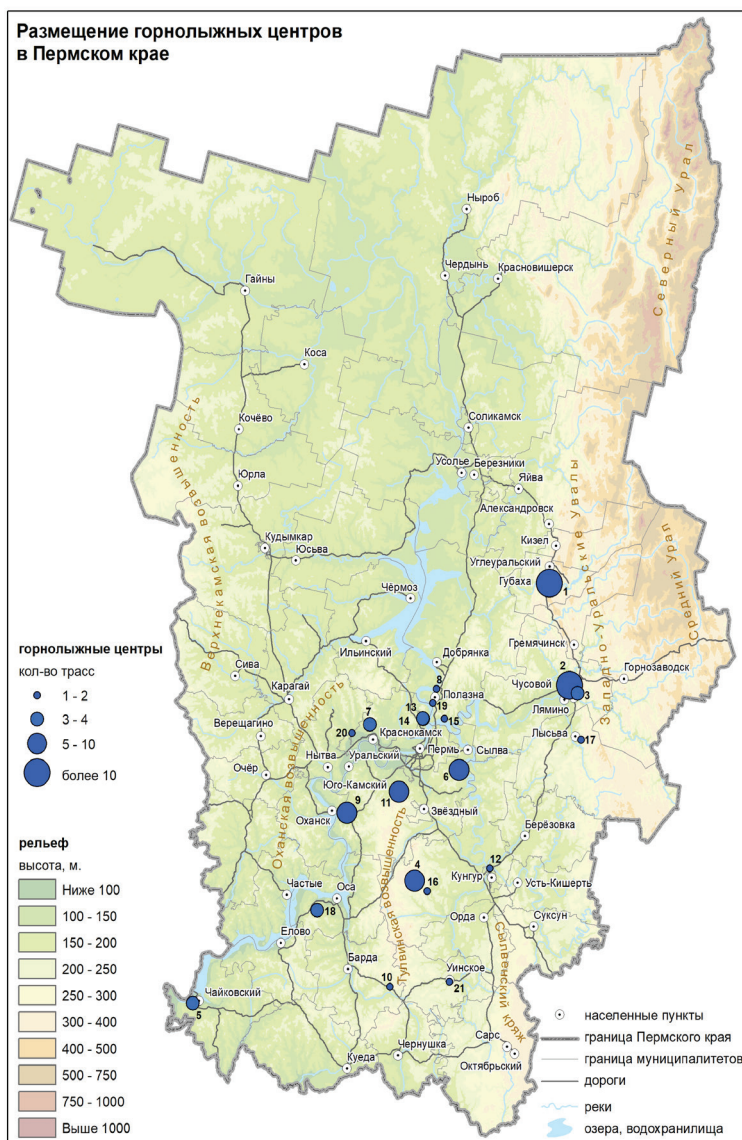 Размещение горнолыжных центров
в Пермском крае
Ныроб
Чердынь
Красновишерск
Гайны
Коса
Кочёво
Юрла
Соликамск
Усолье
Березники
Яйва
Александровск
Кизел
Углеуральский
Губаха
1
Кудымкар
Юсьва
Чёрмоз
Северный Урал
Верхнекамская возвышенность
Западно-Уральские увалы
Средний Урал
Гремячинск
2
Чусовой
3
Горнозаводск
Лямино
Лысьва
17
Ильинский
Добрянка
8
Полазна
19
13
14
15
7
20
Краснокамск
Пермь
Сылва
6
Сива
Карагай
Верещагино
Очёр
Нытва
Уральский
Юго-Камский
11
9
Оханск
Звёздный
Оханская возвышенность
Тулвинская возвышенность
Берёзовка
12
Кунгур
Усть-Кишерть
4
16
Орда
Суксун
Частые
Оса
18
Елово
Барда
10
Уинское
21
Сылвинский кряж
Чайковский
5
Куеда
Чернушка
Сарс
Октябрьский
горнолыжные центры
кол-во трасс
1 - 2
3 - 4
5 - 10
более 10
рельеф
высота, м.
Ниже 100
100 - 150
150 - 200
200 - 250
250 - 300
300 - 400
400 - 500
500 - 750
750 - 1000
Выше 1000
населенные пункты
граница Пермского края
граница муниципалитетов
дороги
реки
озера, водохранилища